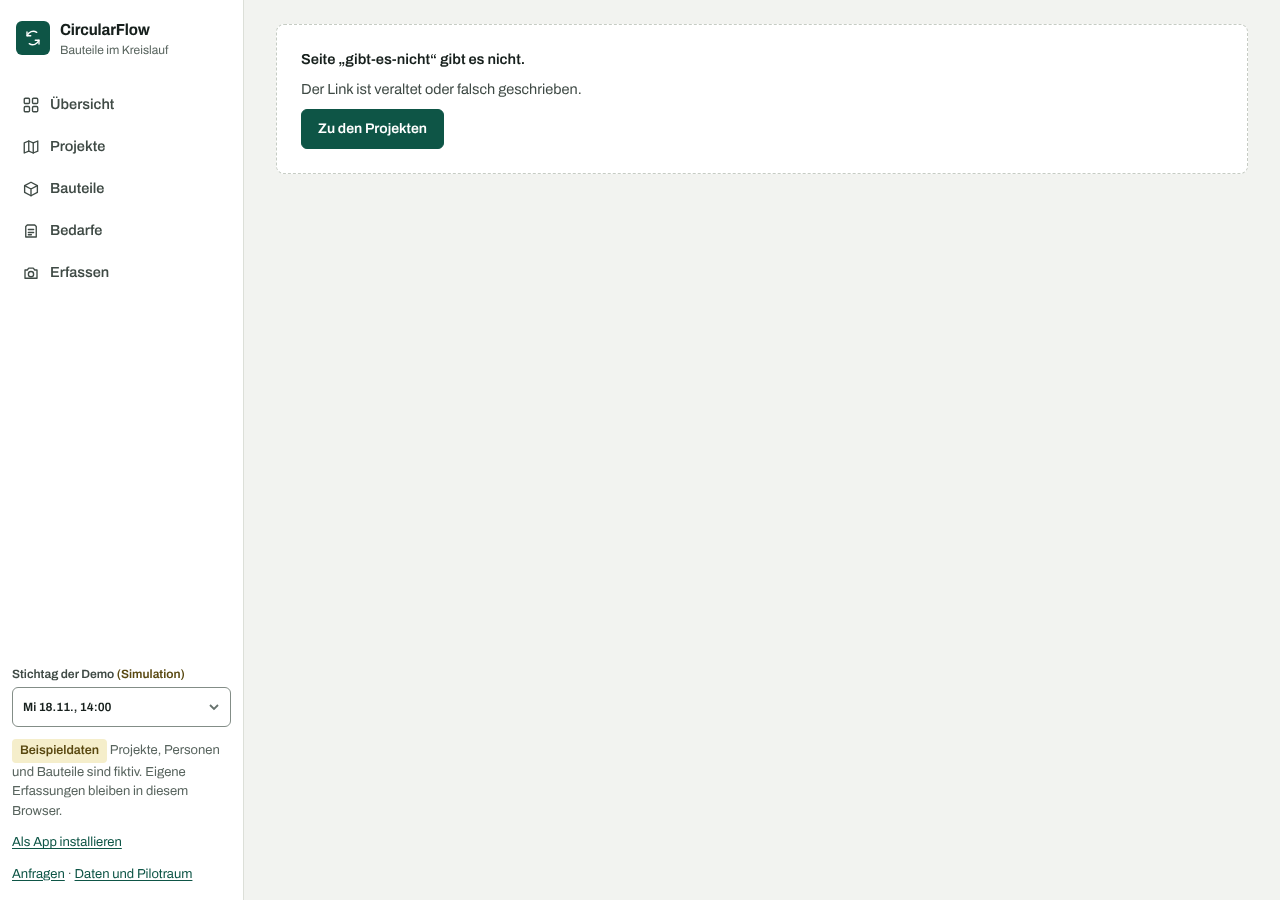 CircularFlow
Bauteile im Kreislauf
Übersicht
Projekte
Bauteile
Bedarfe
Erfassen
Stichtag der Demo (Simulation)
Mi 18.11., 14:00
Beispieldaten Projekte, Personen
und Bauteile sind fiktiv. Eigene
Erfassungen bleiben in diesem
Browser.
Als App installieren
Anfragen · Daten und Pilotraum
Seite „gibt-es-nicht“ gibt es nicht.
Der Link ist veraltet oder falsch geschrieben.
Zu den Projekten